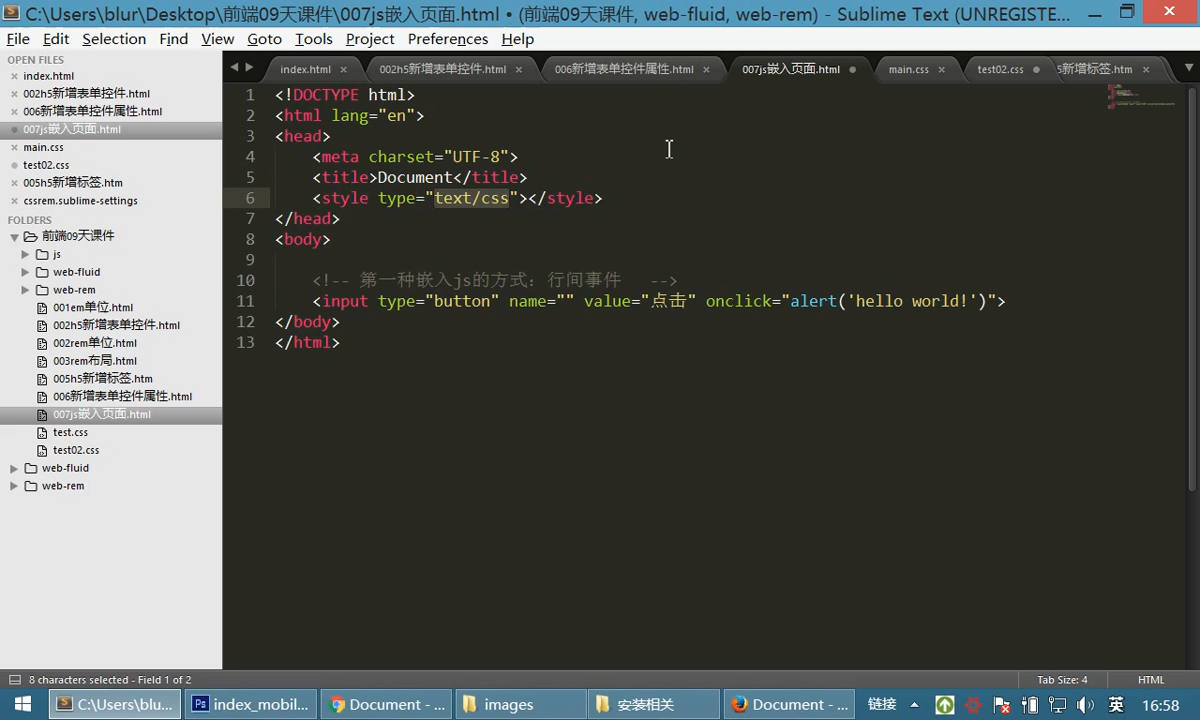 C:\Users\blur\Desktop\前端09天课件\007js嵌入页面.html • (前端09天课件, web-fluid, web-rem) - Sublime Text (UNREGISTE...
File Edit Selection Find View Goto Tools Project Preferences Help
OPEN FILES
index.html
002h5新增表单控件.html
006新增表单控件属性.html
007js嵌入页面.html
main.css
test02.css
005h5新增标签.htm
cssrem.sublime-settings
FOLDERS
前端09天课件
js
web-fluid
web-rem
001em单位.html
002h5新增表单控件.html
002rem单位.html
003rem布局.html
005h5新增标签.htm
006新增表单控件属性.html
007js嵌入页面.html
test.css
test02.css
web-fluid
web-rem
index.html 002h5新增表单控件.html 006新增表单控件属性.html 007js嵌入页面.html main.css test02.css 5新增标签.htm
1 <!DOCTYPE html>
2 <html lang="en">
3 <head>
4 <meta charset="UTF-8">
5 <title>Document</title>
6 <style type="text/css"></style>
7 </head>
8 <body>
9
10 <!-- 第一种嵌入js的方式：行间事件 -->
11 <input type="button" name="" value="点击" onclick="alert('hello world!')">
12 </body>
13 </html>
8 characters selected - Field 1 of 2 Tab Size: 4 HTML
C:\Users\blu... index_mobil... Document - ... images 安装相关 Document - ... 链接 英 16:58